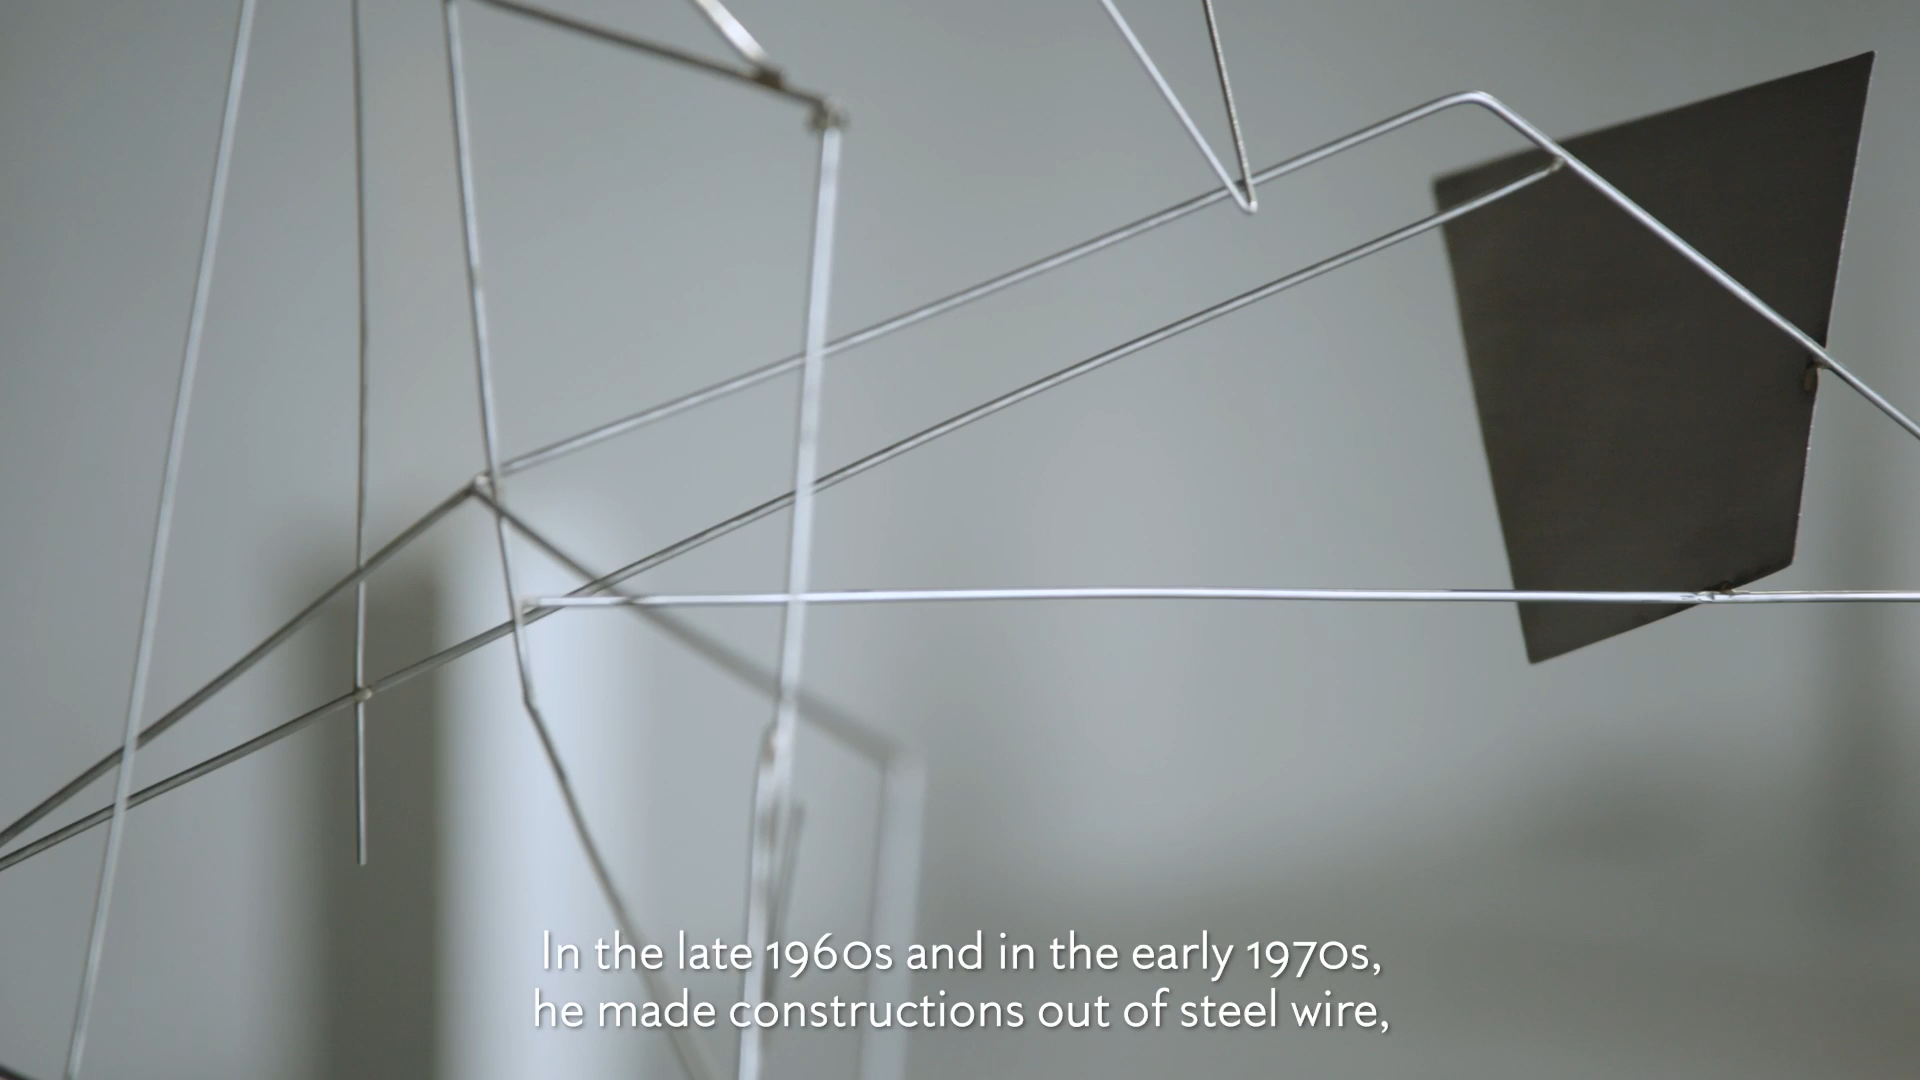 In the late 1960s and in the early 1970s,
he made constructions out of steel wire,